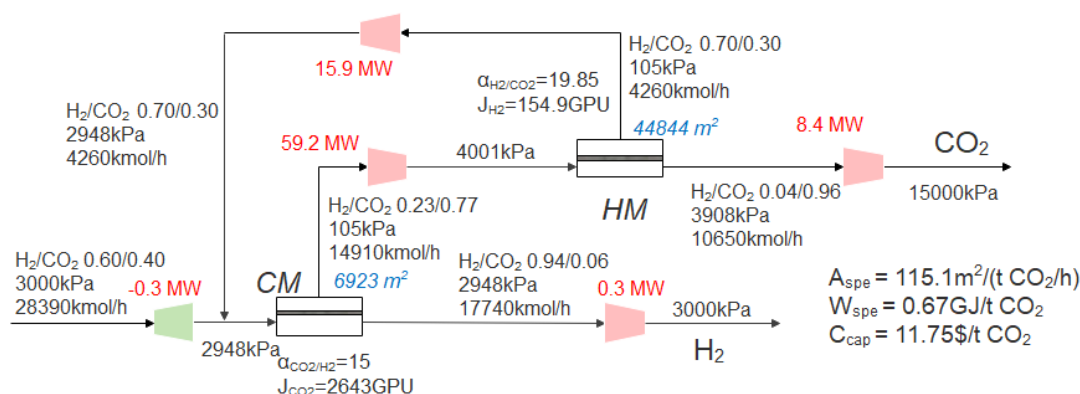 15.9 MW
H2/CO2 0.70/0.30
105kPa
4260kmol/h
αH2/CO2=19.85
JH2=154.9GPU
44844 m²
H2/CO2 0.70/0.30
2948kPa
4260kmol/h
59.2 MW
4001kPa
8.4 MW
CO2
15000kPa
HM
H2/CO2 0.04/0.96
3908kPa
10650kmol/h
H2/CO2 0.23/0.77
105kPa
14910kmol/h
H2/CO2 0.60/0.40
3000kPa
28390kmol/h
-0.3 MW
CM
6923 m²
H2/CO2 0.94/0.06
2948kPa
17740kmol/h
0.3 MW
3000kPa
H2
2948kPa
αCO2/H2=15
JCO2=2643GPU
Aspe = 115.1m²/(t CO2/h)
Wspe = 0.67GJ/t CO2
Ccap = 11.75$/t CO2